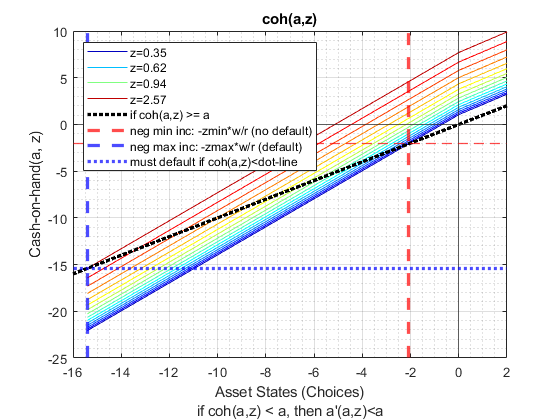 coh(a,z)
10
5
0
-5
-10
-15
-20
-25
Cash-on-hand(a, z)
z=0.35
z=0.62
z=0.94
z=2.57
if coh(a,z) >= a
neg min inc: -zmin*w/r (no default)
neg max inc: -zmax*w/r (default)
must default if coh(a,z)<dot-line
-16
-14
-12
-10
-8
-6
-4
-2
0
2
Asset States (Choices)
if coh(a,z) < a, then a'(a,z)<a